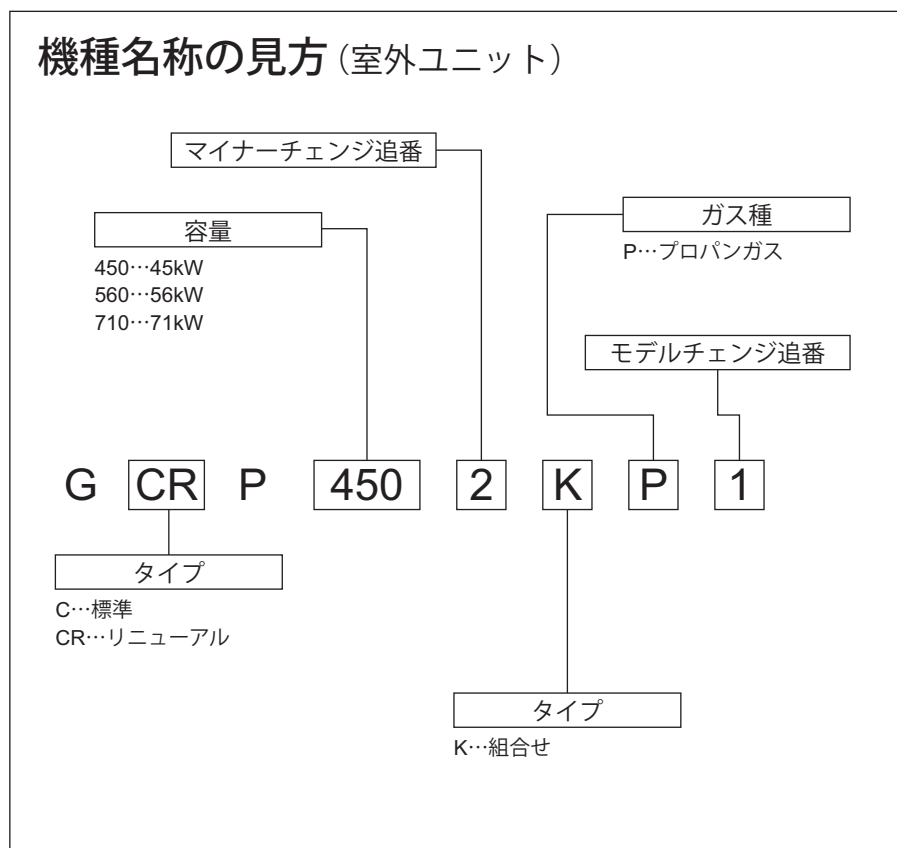 機種名称の見方(室外ユニット)
マイナーチェンジ追番
容量
450…45kW
560…56kW
710…71kW
ガス種
P…プロパンガス
モデルチェンジ追番
G CR P 450 2 K P 1
タイプ
C…標準
CR…リニューアル
タイプ
K…組合せ